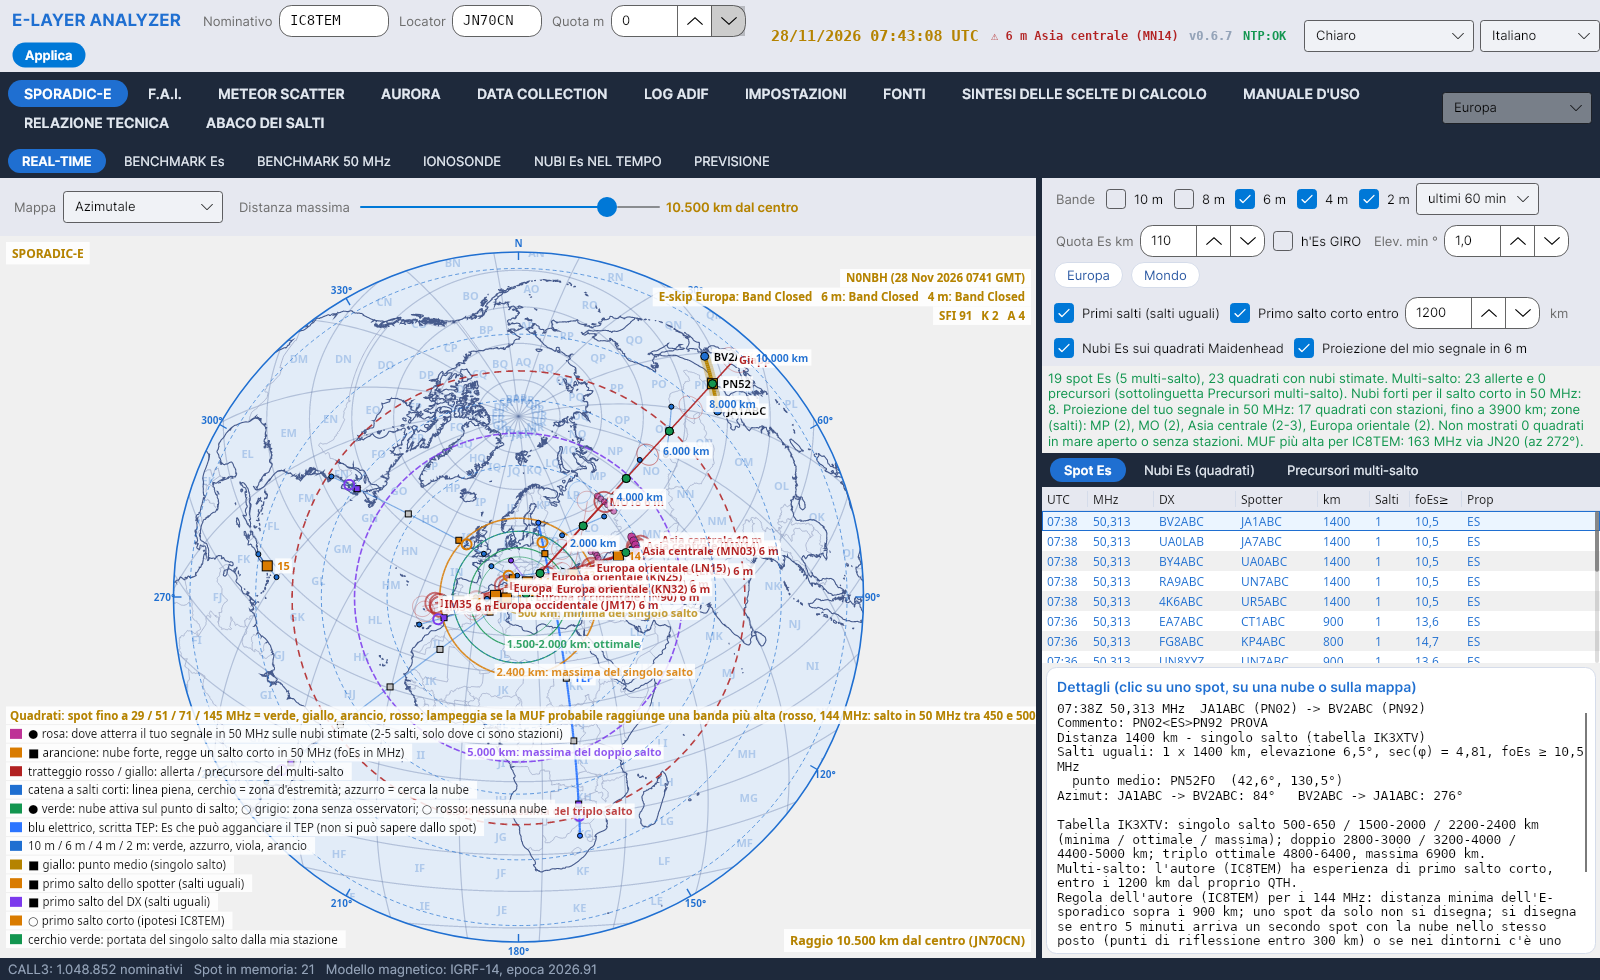 E-LAYER ANALYZER
Nominativo IC8TEM Locator JN70CN Quota m 0
Applica
28/11/2026 07:43:08 UTC ⚠ 6 m Asia centrale (MN14) v0.6.7 NTP:OK
Chiaro Italiano
SPORADIC-E F.A.I. METEOR SCATTER AURORA DATA COLLECTION LOG ADIF IMPOSTAZIONI FONTI SINTESI DELLE SCELTE DI CALCOLO MANUALE D'USO
RELAZIONE TECNICA ABACO DEI SALTI
Europa
REAL-TIME BENCHMARK Es BENCHMARK 50 MHz IONOSONDE NUBI Es NEL TEMPO PREVISIONE
Mappa Azimutale Distanza massima 10.500 km dal centro
SPORADIC-E
N0NBH (28 Nov 2026 0741 GMT)
E-skip Europa: Band Closed 6 m: Band Closed 4 m: Band Closed
SFI 91 K 2 A 4
N
330°
300°
270°
210°
180°
150°
120°
90°
60°
10.000 km
PN52
8.000 km
6.000 km
4.000 km
2.000 km
15
Asia centrale (MN03) 6 m
Europa orientale (LN15)
Europa orientale (KN32) 6 m
IM35
Europa occidentale (JM17) 6 m
1.500-2.000 km: ottimale
2.400 km: massima del singolo salto
5.000 km: massima del doppio salto
del triplo salto
Quadrati: spot fino a 29 / 51 / 71 / 145 MHz = verde, giallo, arancio, rosso; lampeggia se la MUF probabile raggiunge una banda più alta (rosso, 144 MHz: salto in 50 MHz tra 450 e 500
● rosa: dove atterra il tuo segnale in 50 MHz sulle nubi stimate (2-5 salti, solo dove ci sono stazioni)
■ arancione: nube forte, regge un salto corto in 50 MHz (foEs in MHz)
tratteggio rosso / giallo: allerta / precursore del multi-salto
catena a salti corti: linea piena, cerchio = zona d'estremità; azzurro = cerca la nube
● verde: nube attiva sul punto di salto; ○ grigio: zona senza osservatori; ○ rosso: nessuna nube
blu elettrico, scritta TEP: Es che può agganciare il TEP (non si può sapere dallo spot)
10 m / 6 m / 4 m / 2 m: verde, azzurro, viola, arancio
■ giallo: punto medio (singolo salto)
■ primo salto dello spotter (salti uguali)
■ primo salto del DX (salti uguali)
○ primo salto corto (ipotesi IC8TEM)
cerchio verde: portata del singolo salto dalla mia stazione
Raggio 10.500 km dal centro (JN70CN)
Bande 10 m 8 m 6 m 4 m 2 m ultimi 60 min
Quota Es km 110 h'Es GIRO Elev. min ° 1,0
Europa Mondo
Primi salti (salti uguali) Primo salto corto entro 1200 km
Nubi Es sui quadrati Maidenhead Proiezione del mio segnale in 6 m
19 spot Es (5 multi-salto), 23 quadrati con nubi stimate. Multi-salto: 23 allerte e 0
precursori (sottolinguetta Precursori multi-salto). Nubi forti per il salto corto in 50 MHz:
8. Proiezione del tuo segnale in 50 MHz: 17 quadrati con stazioni, fino a 3900 km; zone
(salti): MP (2), MO (2), Asia centrale (2-3), Europa orientale (2). Non mostrati 0 quadrati
in mare aperto o senza stazioni. MUF più alta per IC8TEM: 163 MHz via JN20 (az 272°).
Spot Es Nubi Es (quadrati) Precursori multi-salto
UTC MHz DX Spotter km Salti foEs≥ Prop
07:38 50,313 BV2ABC JA1ABC 1400 1 10,5 ES
07:38 50,313 UA0LAB JA7ABC 1400 1 10,5 ES
07:38 50,313 BY4ABC UA0ABC 1400 1 10,5 ES
07:38 50,313 RA9ABC UN7ABC 1400 1 10,5 ES
07:38 50,313 4K6ABC UR5ABC 1400 1 10,5 ES
07:36 50,313 EA7ABC CT1ABC 900 1 13,6 ES
07:36 50,313 FG8ABC KP4ABC 800 1 14,7 ES
07:36 50,313 UN8XYZ UN7ABC 900 1 13,6 ES
Dettagli (clic su uno spot, su una nube o sulla mappa)
07:38Z 50,313 MHz JA1ABC (PN02) -> BV2ABC (PN92)
Commento: PN02<ES>PN92 PROVA
Distanza 1400 km - singolo salto (tabella IK3XTV)
Salti uguali: 1 x 1400 km, elevazione 6,5°, sec(φ) = 4,81, foEs ≥ 10,5
MHz
punto medio: PN52FO (42,6°, 130,5°)
Azimut: JA1ABC -> BV2ABC: 84° BV2ABC -> JA1ABC: 276°
Tabella IK3XTV: singolo salto 500-650 / 1500-2000 / 2200-2400 km
(minima / ottimale / massima); doppio 2800-3000 / 3200-4000 /
4400-5000 km; triplo ottimale 4800-6400, massima 6900 km.
Multi-salto: l'autore (IC8TEM) ha esperienza di primo salto corto,
entro i 1200 km dal proprio QTH.
Regola dell'autore (IC8TEM) per i 144 MHz: distanza minima dell'E-
sporadico sopra i 900 km; uno spot da solo non si disegna; si disegna
se entro 5 minuti arriva un secondo spot con la nube nello stesso
posto (punti di riflessione entro 300 km) o se nei dintorni c'è uno
CALL3: 1.048.852 nominativi Spot in memoria: 21 Modello magnetico: IGRF-14, epoca 2026.91